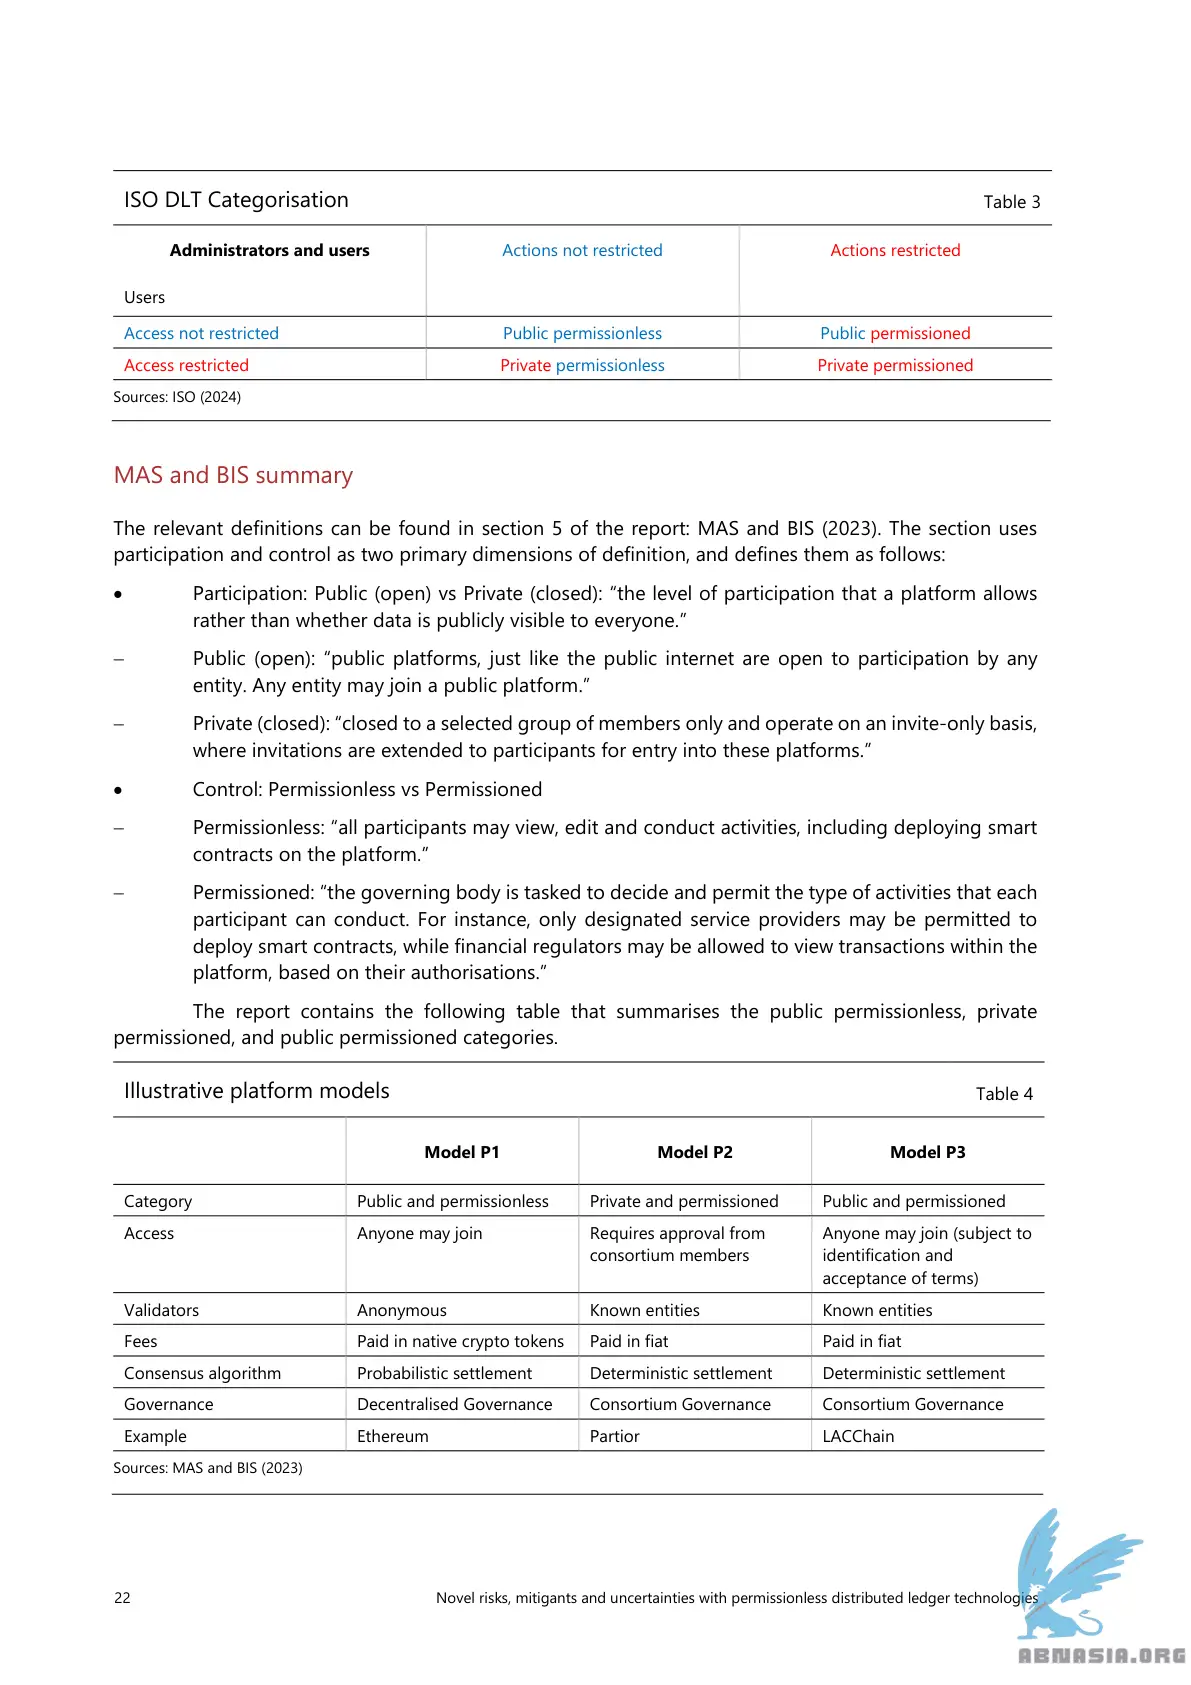 ISO DLT Categorisation Table 3
Administrators and users Actions not restricted Actions restricted
Users
Access not restricted Public permissionless Public permissioned
Access restricted Private permissionless Private permissioned
Sources: ISO (2024)
MAS and BIS summary
The relevant definitions can be found in section 5 of the report: MAS and BIS (2023). The section uses
participation and control as two primary dimensions of definition, and defines them as follows:
• Participation: Public (open) vs Private (closed): “the level of participation that a platform allows
rather than whether data is publicly visible to everyone.”
– Public (open): “public platforms, just like the public internet are open to participation by any
entity. Any entity may join a public platform.”
– Private (closed): “closed to a selected group of members only and operate on an invite-only basis,
where invitations are extended to participants for entry into these platforms.”
• Control: Permissionless vs Permissioned
– Permissionless: “all participants may view, edit and conduct activities, including deploying smart
contracts on the platform.”
– Permissioned: “the governing body is tasked to decide and permit the type of activities that each
participant can conduct. For instance, only designated service providers may be permitted to
deploy smart contracts, while financial regulators may be allowed to view transactions within the
platform, based on their authorisations.”
The report contains the following table that summarises the public permissionless, private
permissioned, and public permissioned categories.
Illustrative platform models Table 4
Model P1 Model P2 Model P3
Category Public and permissionless Private and permissioned Public and permissioned
Access Anyone may join Requires approval from Anyone may join (subject to
consortium members identification and
acceptance of terms)
Validators Anonymous Known entities Known entities
Fees Paid in native crypto tokens Paid in fiat Paid in fiat
Consensus algorithm Probabilistic settlement Deterministic settlement Deterministic settlement
Governance Decentralised Governance Consortium Governance Consortium Governance
Example Ethereum Partior LACChain
Sources: MAS and BIS (2023)
22 Novel risks, mitigants and uncertainties with permissionless distributed ledger technologies
ABNASIA.ORG